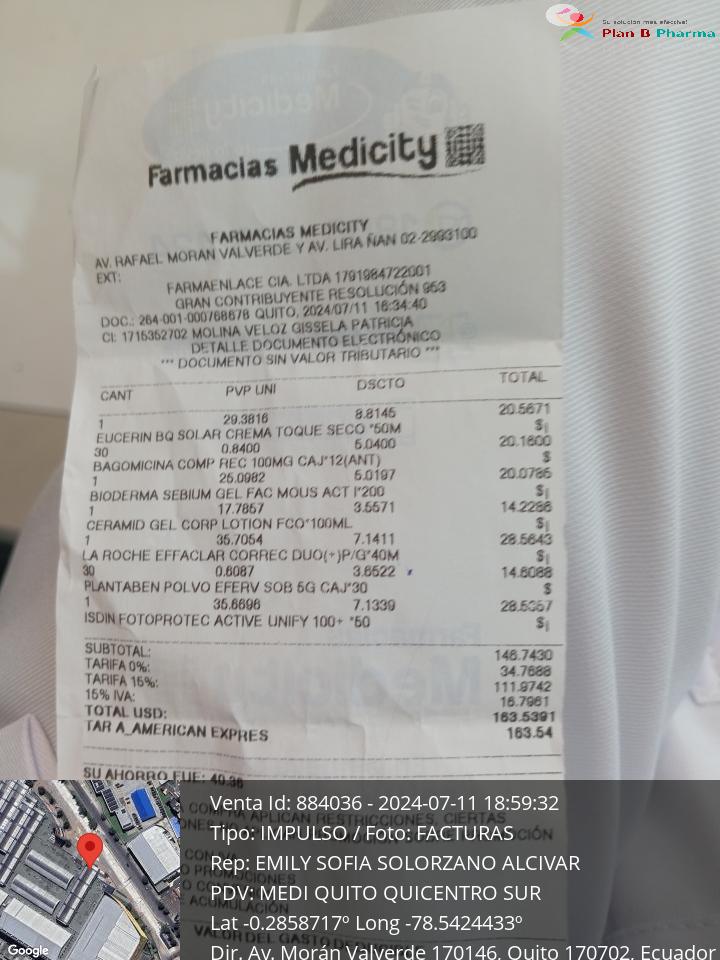 Su solución más efectiva!
Plan B Pharma
Medicity
Farmacias Medicity
FARMACIAS MEDICITY
AV. RAFAEL MORAN VALVERDE Y AV. LIRA ÑAN 02-2993100
EXT:
FARMAENLACE CIA. LTDA 1791984722001
GRAN CONTRIBUYENTE RESOLUCIÓN 953
DOC.: 264-001-000768678 QUITO, 2024/07/11 16:34:40
CI: 1715352702 MOLINA VELOZ GISSELA PATRICIA
DETALLE DOCUMENTO ELECTRÓNICO
*** DOCUMENTO SIN VALOR TRIBUTARIO ***
CANT PVP UNI DSCTO TOTAL
1 29.3816 8.8145 20.5671
EUCERIN BQ SOLAR CREMA TOQUE SECO *50M $|
30 0.8400 5.0400 20.1600
BAGOMICINA COMP REC 100MG CAJ*12(ANT) $
1 25.0982 5.0197 20.0785
BIODERMA SEBIUM GEL FAC MOUS ACT I*200 $|
1 17.7857 3.5571 14.2286
CERAMID GEL CORP LOTION FCO*100ML $|
1 35.7054 7.1411 28.5643
LA ROCHE EFFACLAR CORREC DUO(+)P/G*40M $|
30 0.6087 3.6522 14.6088
PLANTABEN POLVO EFERV SOB 5G CAJ*30 $
1 35.6696 7.1339 28.5357
ISDIN FOTOPROTEC ACTIVE UNIFY 100+ *50 $|
SUBTOTAL: 146.7430
TARIFA 0%: 34.7688
TARIFA 15%: 111.9742
15% IVA: 16.7961
TOTAL USD: 163.5391
TAR A_AMERICAN EXPRES 163.54
SU AHORRO FUE: 40.36
COMPRA APLICAN RESTRICCIONES, CIERTAS
PROMOCIONES
ACUMULACIÓN
VALOR DEL GASTO
Venta Id: 884036 - 2024-07-11 18:59:32
Tipo: IMPULSO / Foto: FACTURAS
Rep: EMILY SOFIA SOLORZANO ALCIVAR
PDV: MEDI QUITO QUICENTRO SUR
Lat -0.2858717º Long -78.5424433º
Dir. Av. Morán Valverde 170146, Quito 170702, Ecuador
Google